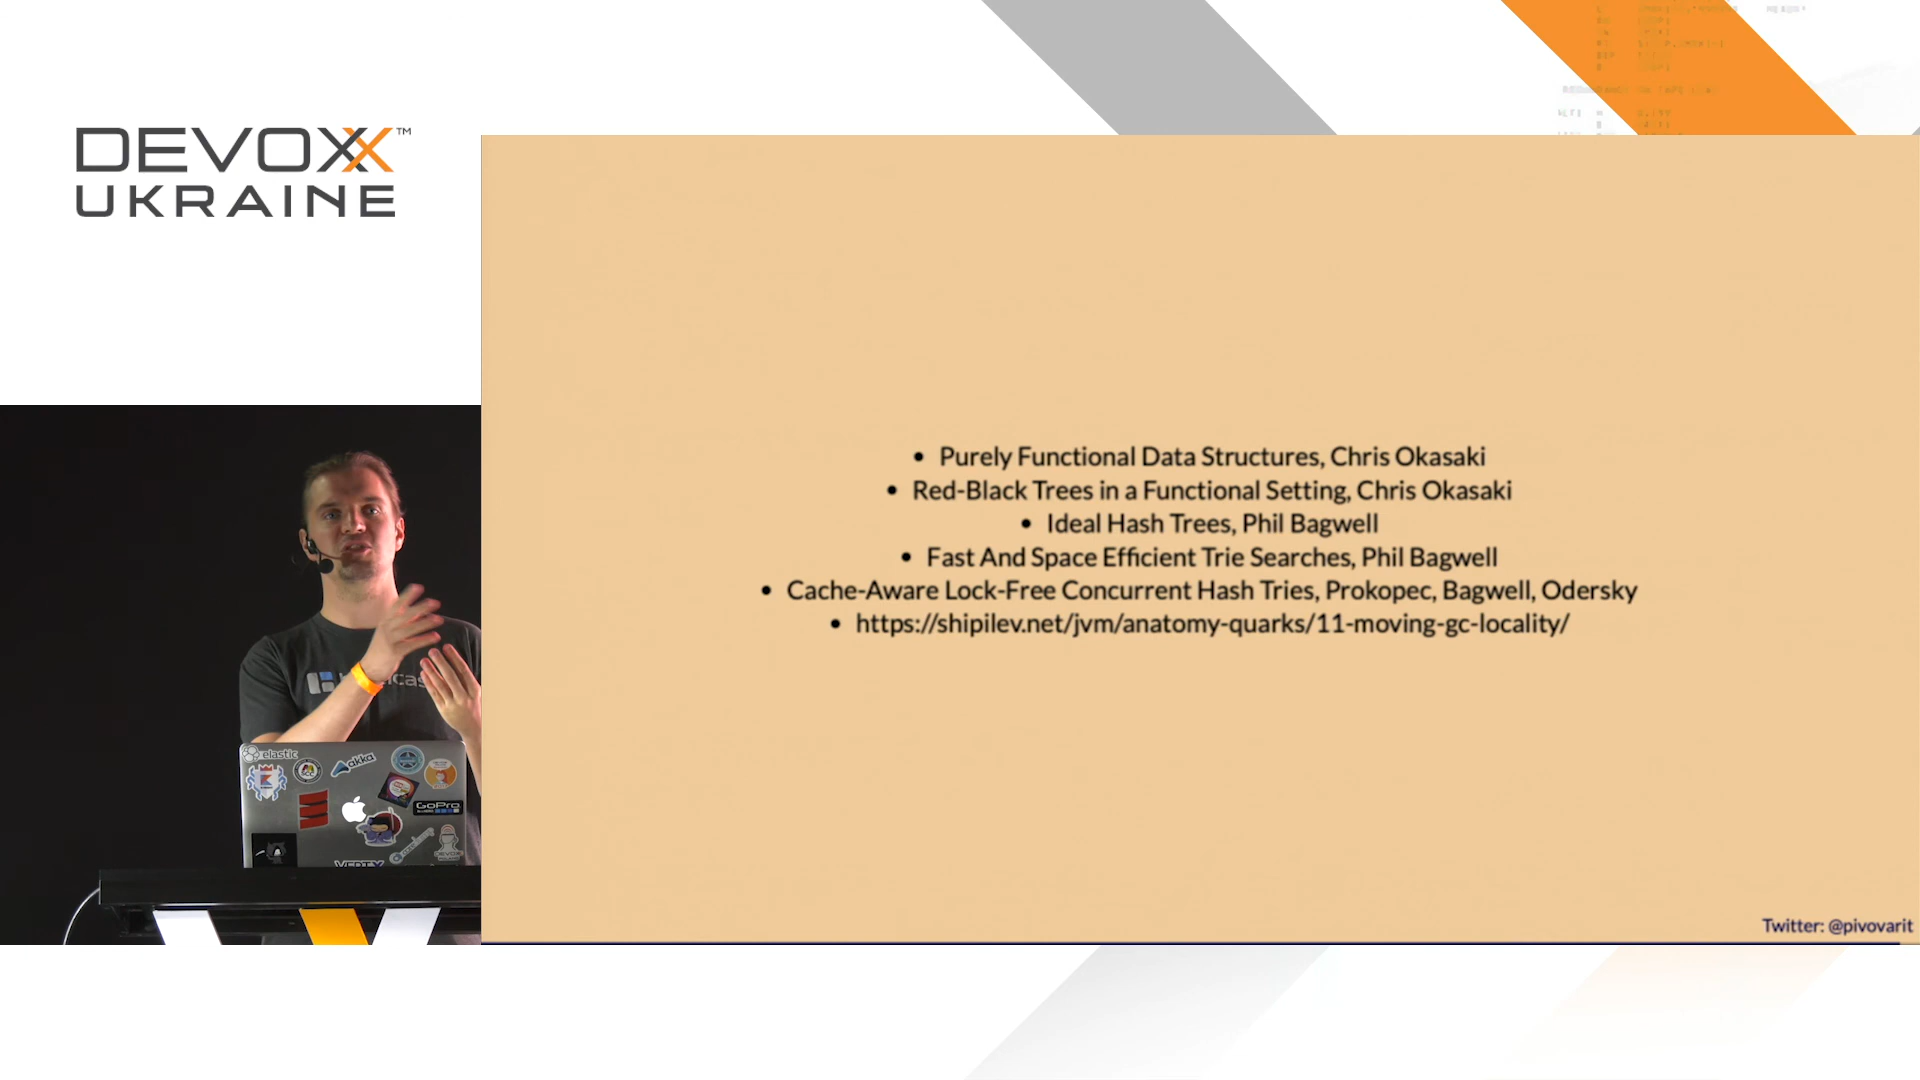 DEVOXX™
UKRAINE
• Purely Functional Data Structures, Chris Okasaki
• Red-Black Trees in a Functional Setting, Chris Okasaki
• Ideal Hash Trees, Phil Bagwell
• Fast And Space Efficient Trie Searches, Phil Bagwell
• Cache-Aware Lock-Free Concurrent Hash Tries, Prokopec, Bagwell, Odersky
• https://shipilev.net/jvm/anatomy-quarks/11-moving-gc-locality/
elastic
akka
GoPro
Twitter: @pivovarit